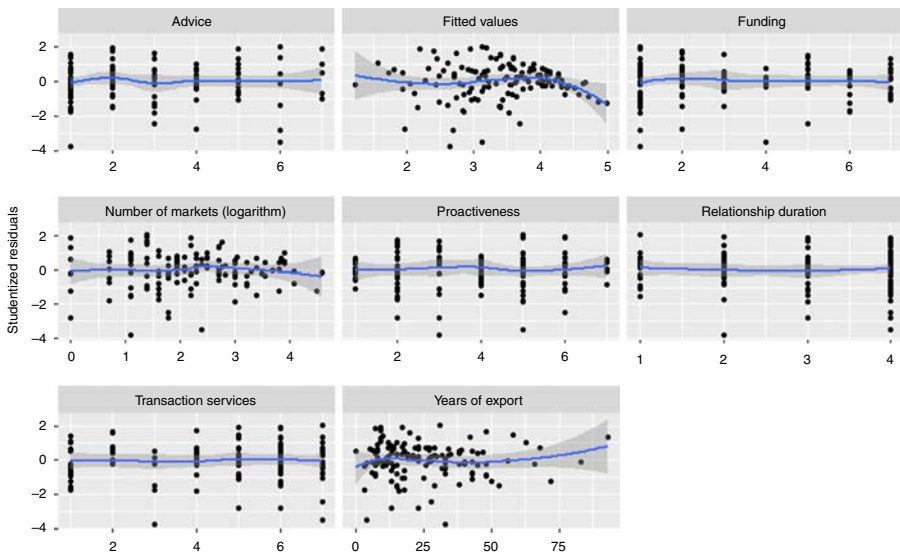 Advice Fitted values Funding
2
0
−2
−4
2 4 6 2 3 4 5 2 4 6
Number of markets (logarithm) Proactiveness Relationship duration
Studentized residuals
2
0
−2
−4
0 1 2 3 4 2 4 6 1 2 3 4
Transaction services Years of export
2
0
−2
−4
2 4 6 0 25 50 75